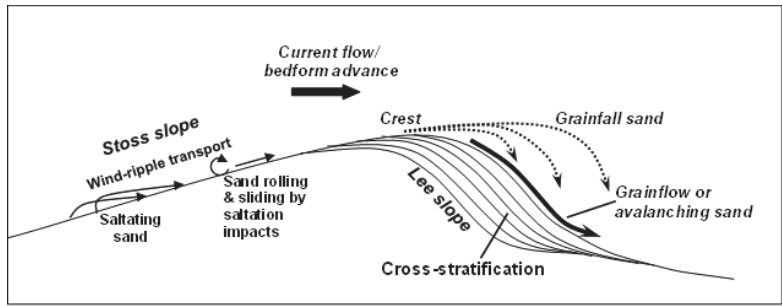 Current flow/
bedform advance
Crest
Grainfall sand
Stoss slope
Wind-ripple transport
Saltating
sand
Sand rolling
& sliding by
saltation
impacts
Lee slope
Grainflow or
avalanching sand
Cross-stratification